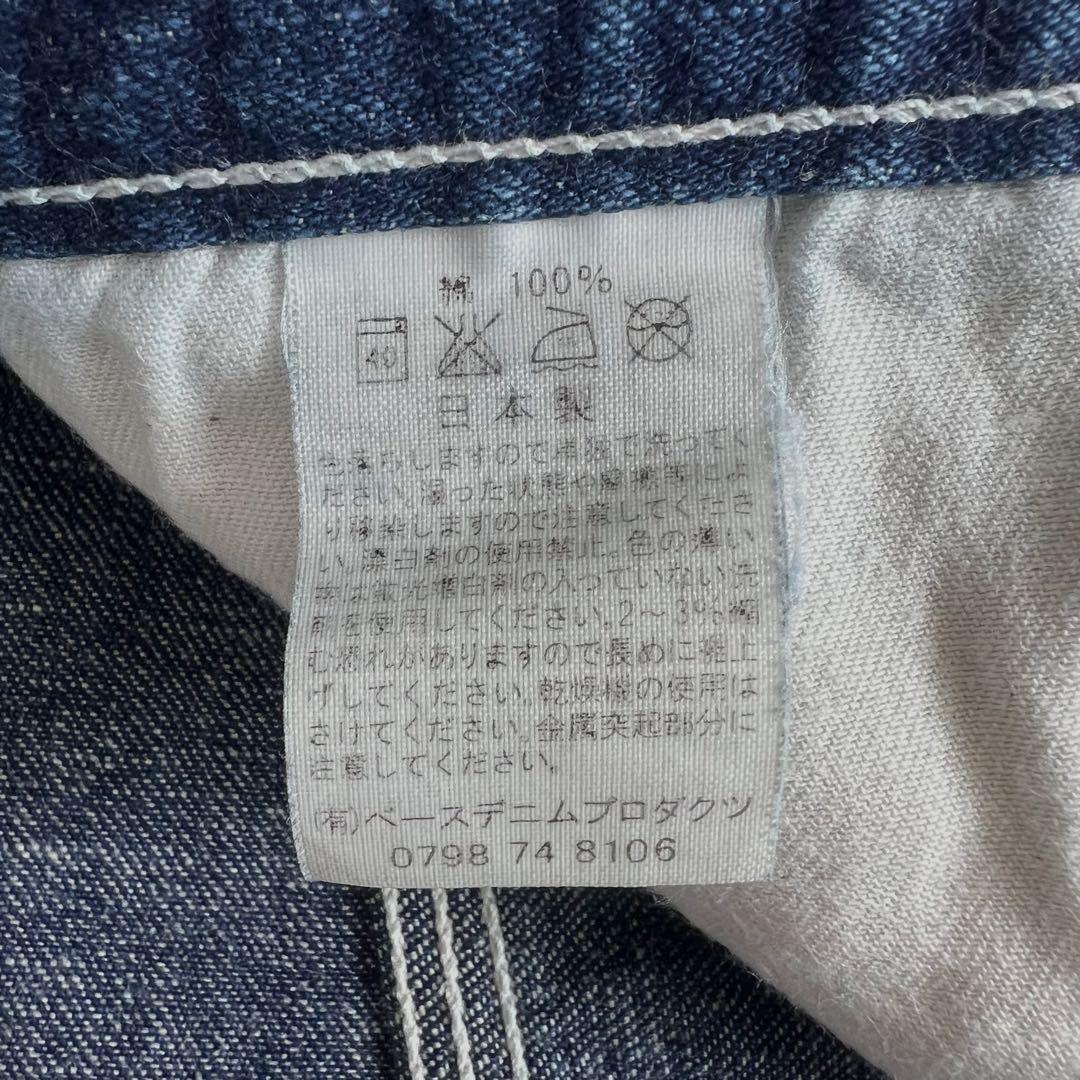 綿 100%
40
日本製
色落ちしますので単独で洗ってく
ださい。湿った状態や摩擦等によ
り移染しますので注意してくださ
い。漂白剤の使用禁止。色の薄い
物は蛍光増白剤の入っていない洗
剤を使用してください。2～3%縮
む恐れがありますので長めに裾上
げしてください。乾燥機の使用は
さけてください。金属突起部分に
注意してください。
(有)ベースデニムプロダクツ
0798 74 8106